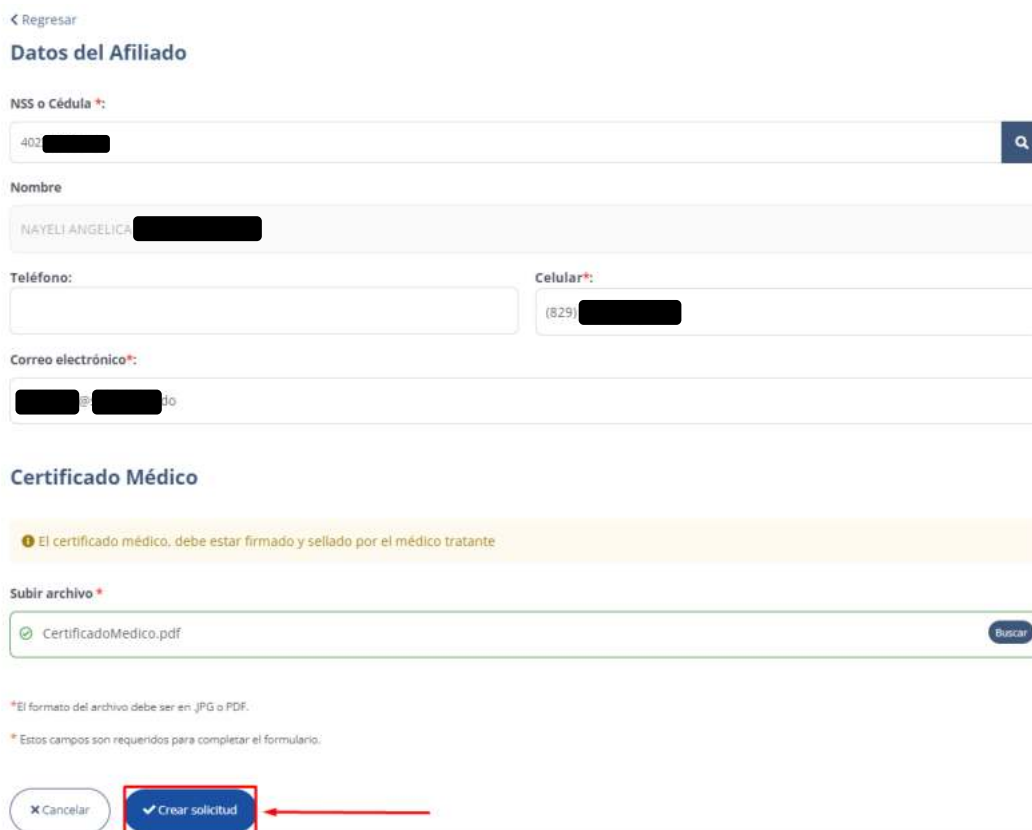 Regresar
Datos del Afiliado
NSS o Cédula *:
402
Nombre
NAYELI ANGELICA
Teléfono: Celular*:
(829)
Correo electrónico*:
@ do
Certificado Médico
El certificado médico, debe estar firmado y sellado por el médico tratante
Subir archivo *
CertificadoMedico.pdf Buscar
*El formato del archivo debe ser en .JPG o PDF.
* Estos campos son requeridos para completar el formulario.
Cancelar Crear solicitud